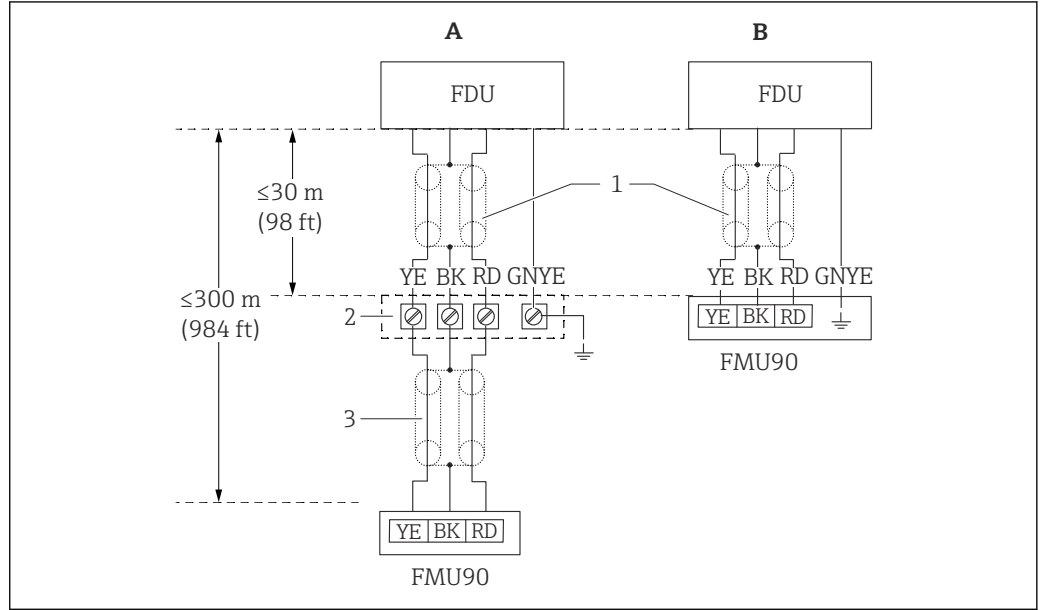 A
B
FDU
FDU
≤30 m
(98 ft)
1
YE BK RD GNYE
YE BK RD GNYE
≤300 m
(984 ft)
2
YE BK RD
FMU90
3
YE BK RD
FMU90